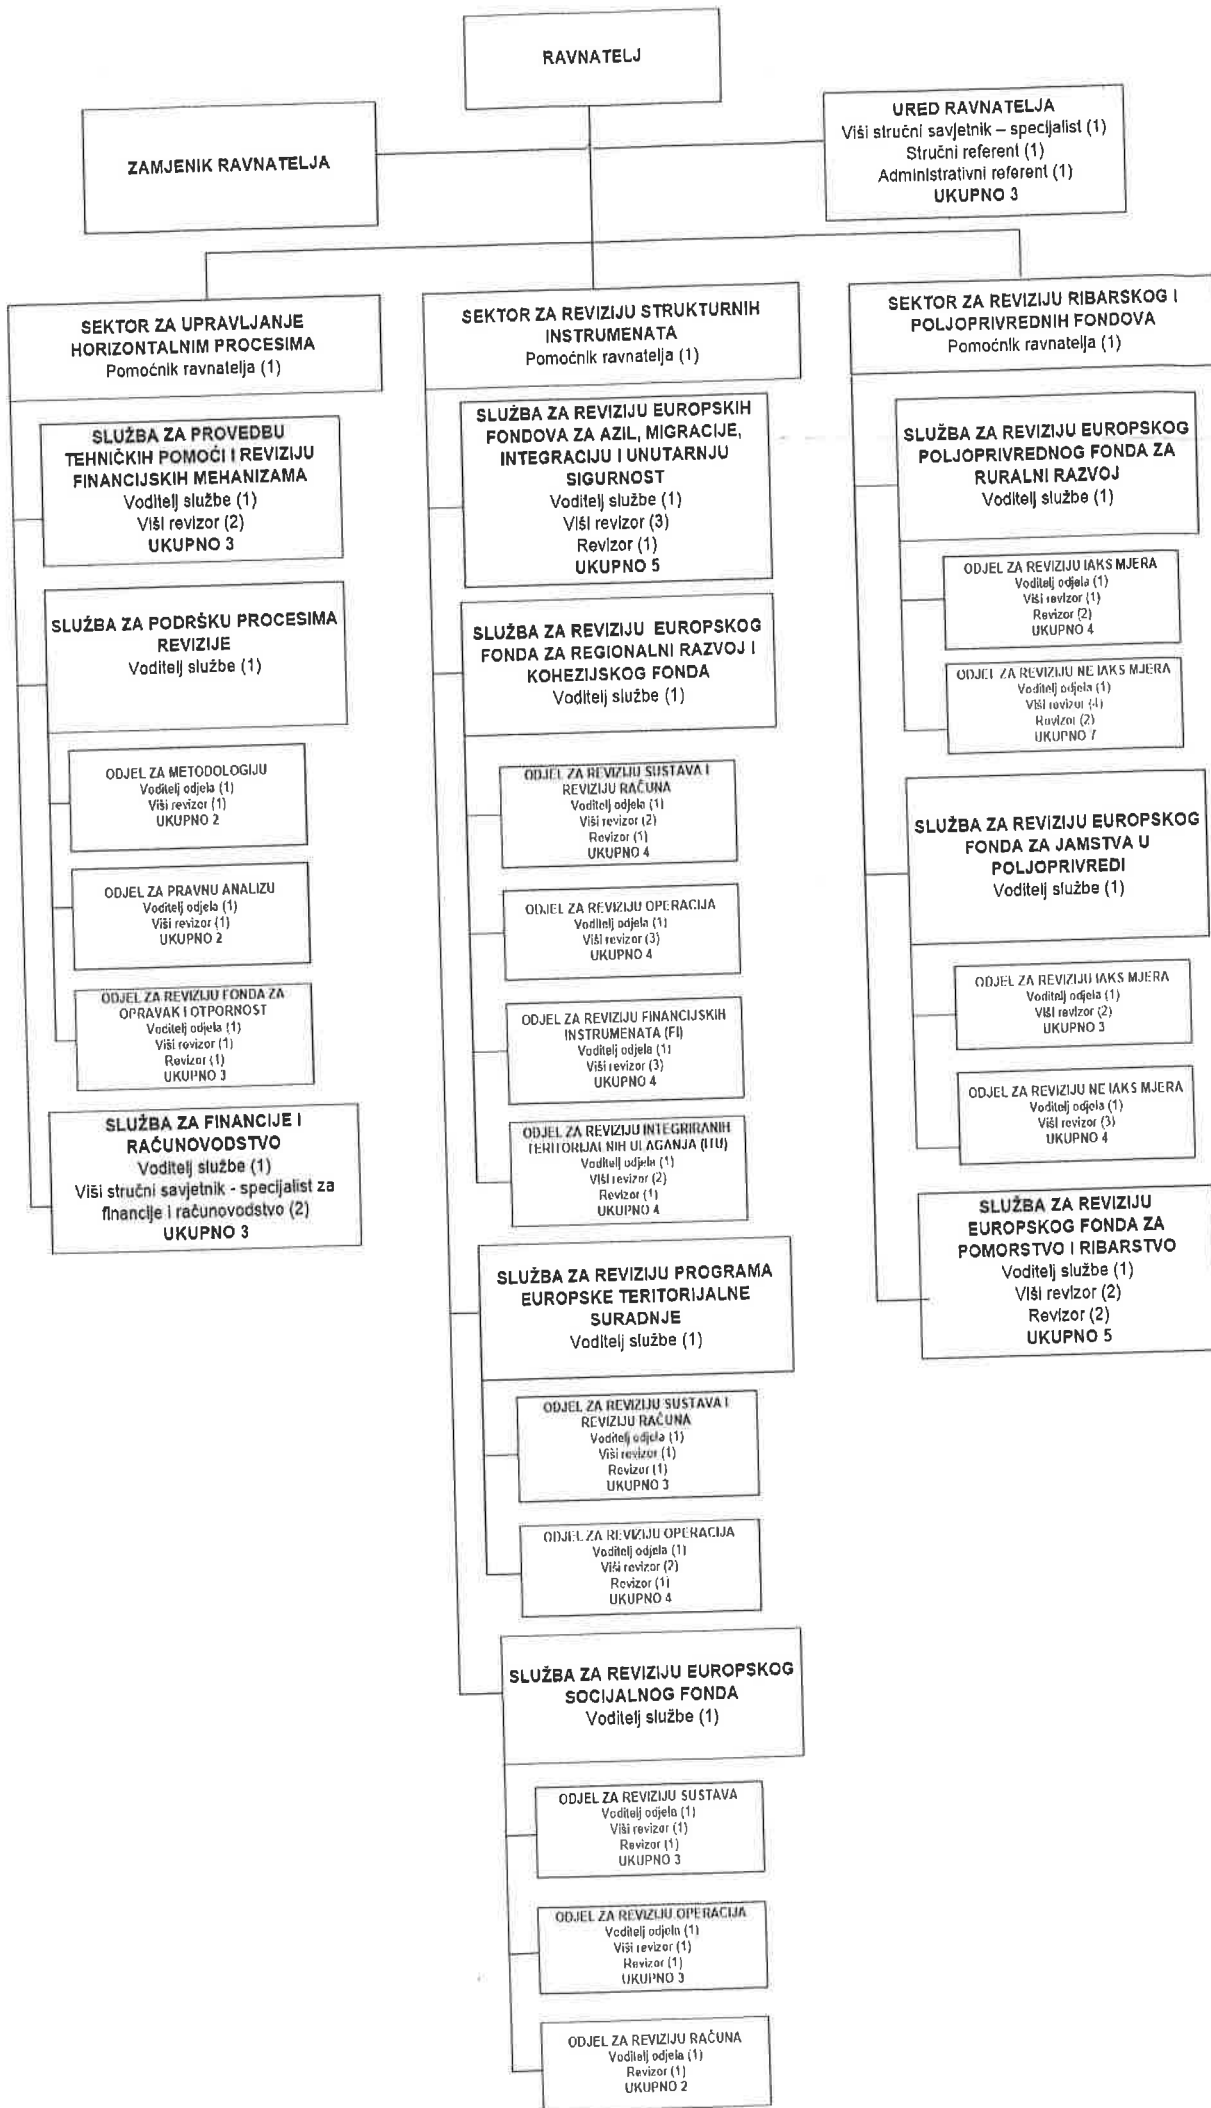 RAVNATELJ
ZAMJENIK RAVNATELJA
URED RAVNATELJA
Viši stručni savjetnik – specijalist (1)
Stručni referent (1)
Administrativni referent (1)
UKUPNO 3
SEKTOR ZA UPRAVLJANJE
HORIZONTALNIM PROCESIMA
Pomoćnik ravnatelja (1)
SLUŽBA ZA PROVEDBU
TEHNIČKIH POMOĆI I REVIZIJU
FINANCIJSKIH MEHANIZAMA
Voditelj službe (1)
Viši revizor (2)
UKUPNO 3
SLUŽBA ZA PODRŠKU PROCESIMA
REVIZIJE
Voditelj službe (1)
ODJEL ZA METODOLOGIJU
Voditelj odjela (1)
Viši revizor (1)
UKUPNO 2
ODJEL ZA PRAVNU ANALIZU
Voditelj odjela (1)
Viši revizor (1)
UKUPNO 2
ODJEL ZA REVIZIJU FONDA ZA
OPRAVAK I OTPORNOST
Voditelj odjela (1)
Viši revizor (1)
Revizor (1)
UKUPNO 3
SLUŽBA ZA FINANCIJE I
RAČUNOVODSTVO
Voditelj službe (1)
Viši stručni savjetnik - specijalist za
financije i računovodstvo (2)
UKUPNO 3
SEKTOR ZA REVIZIJU STRUKTURNIH
INSTRUMENATA
Pomoćnik ravnatelja (1)
SLUŽBA ZA REVIZIJU EUROPSKIH
FONDOVA ZA AZIL, MIGRACIJE,
INTEGRACIJU I UNUTARNJU
SIGURNOST
Voditelj službe (1)
Viši revizor (3)
Revizor (1)
UKUPNO 5
SLUŽBA ZA REVIZIJU EUROPSKOG
FONDA ZA REGIONALNI RAZVOJ I
KOHEZIJSKOG FONDA
Voditelj službe (1)
ODJEL ZA REVIZIJU SUSTAVA I
REVIZIJU RAČUNA
Voditelj odjela (1)
Viši revizor (2)
Revizor (1)
UKUPNO 4
ODJEL ZA REVIZIJU OPERACIJA
Voditelj odjela (1)
Viši revizor (3)
UKUPNO 4
ODJEL ZA REVIZIJU FINANCIJSKIH
INSTRUMENATA (FI)
Voditelj odjela (1)
Viši revizor (3)
UKUPNO 4
ODJEL ZA REVIZIJU INTEGRIRANIH
TERITORIJALNIH ULAGANJA (ITU)
Voditelj odjela (1)
Viši revizor (2)
Revizor (1)
UKUPNO 4
SLUŽBA ZA REVIZIJU PROGRAMA
EUROPSKE TERITORIJALNE
SURADNJE
Voditelj službe (1)
ODJEL ZA REVIZIJU SUSTAVA I
REVIZIJU RAČUNA
Voditelj odjela (1)
Viši revizor (1)
Revizor (1)
UKUPNO 3
ODJEL ZA REVIZIJU OPERACIJA
Voditelj odjela (1)
Viši revizor (2)
Revizor (1)
UKUPNO 4
SLUŽBA ZA REVIZIJU EUROPSKOG
SOCIJALNOG FONDA
Voditelj službe (1)
ODJEL ZA REVIZIJU SUSTAVA
Voditelj odjela (1)
Viši revizor (1)
Revizor (1)
UKUPNO 3
ODJEL ZA REVIZIJU OPERACIJA
Voditelj odjela (1)
Viši revizor (1)
Revizor (1)
UKUPNO 3
ODJEL ZA REVIZIJU RAČUNA
Voditelj odjela (1)
Revizor (1)
UKUPNO 2
SEKTOR ZA REVIZIJU RIBARSKOG I
POLJOPRIVREDNIH FONDOVA
Pomoćnik ravnatelja (1)
SLUŽBA ZA REVIZIJU EUROPSKOG
POLJOPRIVREDNOG FONDA ZA
RURALNI RAZVOJ
Voditelj službe (1)
ODJEL ZA REVIZIJU IAKS MJERA
Voditelj odjela (1)
Viši revizor (1)
Revizor (2)
UKUPNO 4
ODJEL ZA REVIZIJU NE IAKS MJERA
Voditelj odjela (1)
Viši revizor (4)
Revizor (2)
UKUPNO 7
SLUŽBA ZA REVIZIJU EUROPSKOG
FONDA ZA JAMSTVA U
POLJOPRIVREDI
Voditelj službe (1)
ODJEL ZA REVIZIJU IAKS MJERA
Voditelj odjela (1)
Viši revizor (2)
UKUPNO 3
ODJEL ZA REVIZIJU NE IAKS MJERA
Voditelj odjela (1)
Viši revizor (3)
UKUPNO 4
SLUŽBA ZA REVIZIJU
EUROPSKOG FONDA ZA
POMORSTVO I RIBARSTVO
Voditelj službe (1)
Viši revizor (2)
Revizor (2)
UKUPNO 5